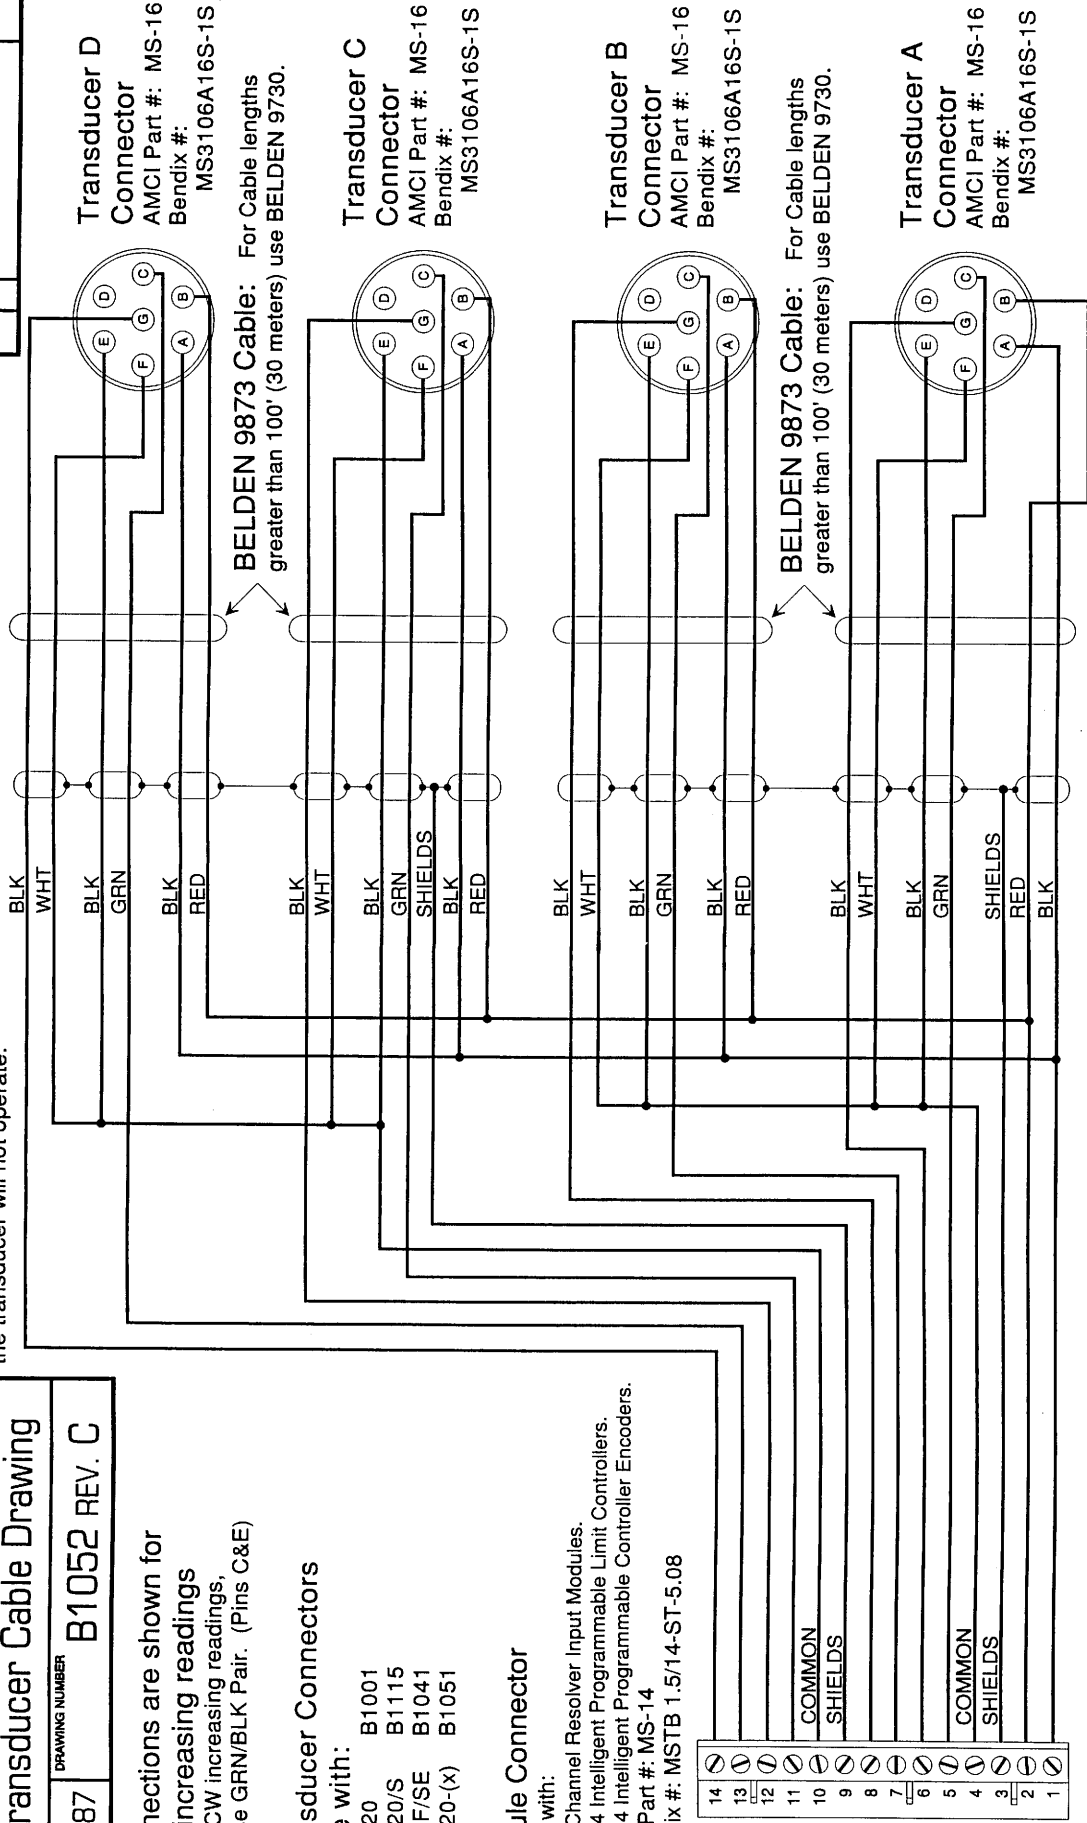 the transducer will not operate.
ransducer Cable Drawing
87
DRAWING NUMBER
B1052 REV. C
nections are shown for
increasing readings
CW increasing readings,
e GRN/BLK Pair. (Pins C&E)
sducer Connectors
e with:
20 B1001
20/S B1115
F/SE B1041
20-(x) B1051
ule Connector
with:
Channel Resolver Input Modules.
4 Intelligent Programmable Limit Controllers.
4 Intelligent Programmable Controller Encoders.
Part #: MS-14
ix #: MSTB 1.5/14-ST-5.08
14
13
12
11
10
9
8
7
6
5
4
3
2
1
COMMON
SHIELDS
COMMON
SHIELDS
BLK
WHT
BLK
GRN
BLK
RED
BLK
WHT
BLK
GRN
SHIELDS
BLK
RED
BLK
WHT
BLK
GRN
BLK
RED
BLK
WHT
BLK
GRN
SHIELDS
RED
BLK
BELDEN 9873 Cable: For Cable lengths
greater than 100' (30 meters) use BELDEN 9730.
BELDEN 9873 Cable: For Cable lengths
greater than 100' (30 meters) use BELDEN 9730.
E
D
F
G
C
A
B
Transducer D
Connector
AMCI Part #: MS-16
Bendix #:
MS3106A16S-1S
E
D
F
G
C
A
B
Transducer C
Connector
AMCI Part #: MS-16
Bendix #:
MS3106A16S-1S
E
D
F
G
C
A
B
Transducer B
Connector
AMCI Part #: MS-16
Bendix #:
MS3106A16S-1S
E
D
F
G
C
A
B
Transducer A
Connector
AMCI Part #: MS-16
Bendix #:
MS3106A16S-1S